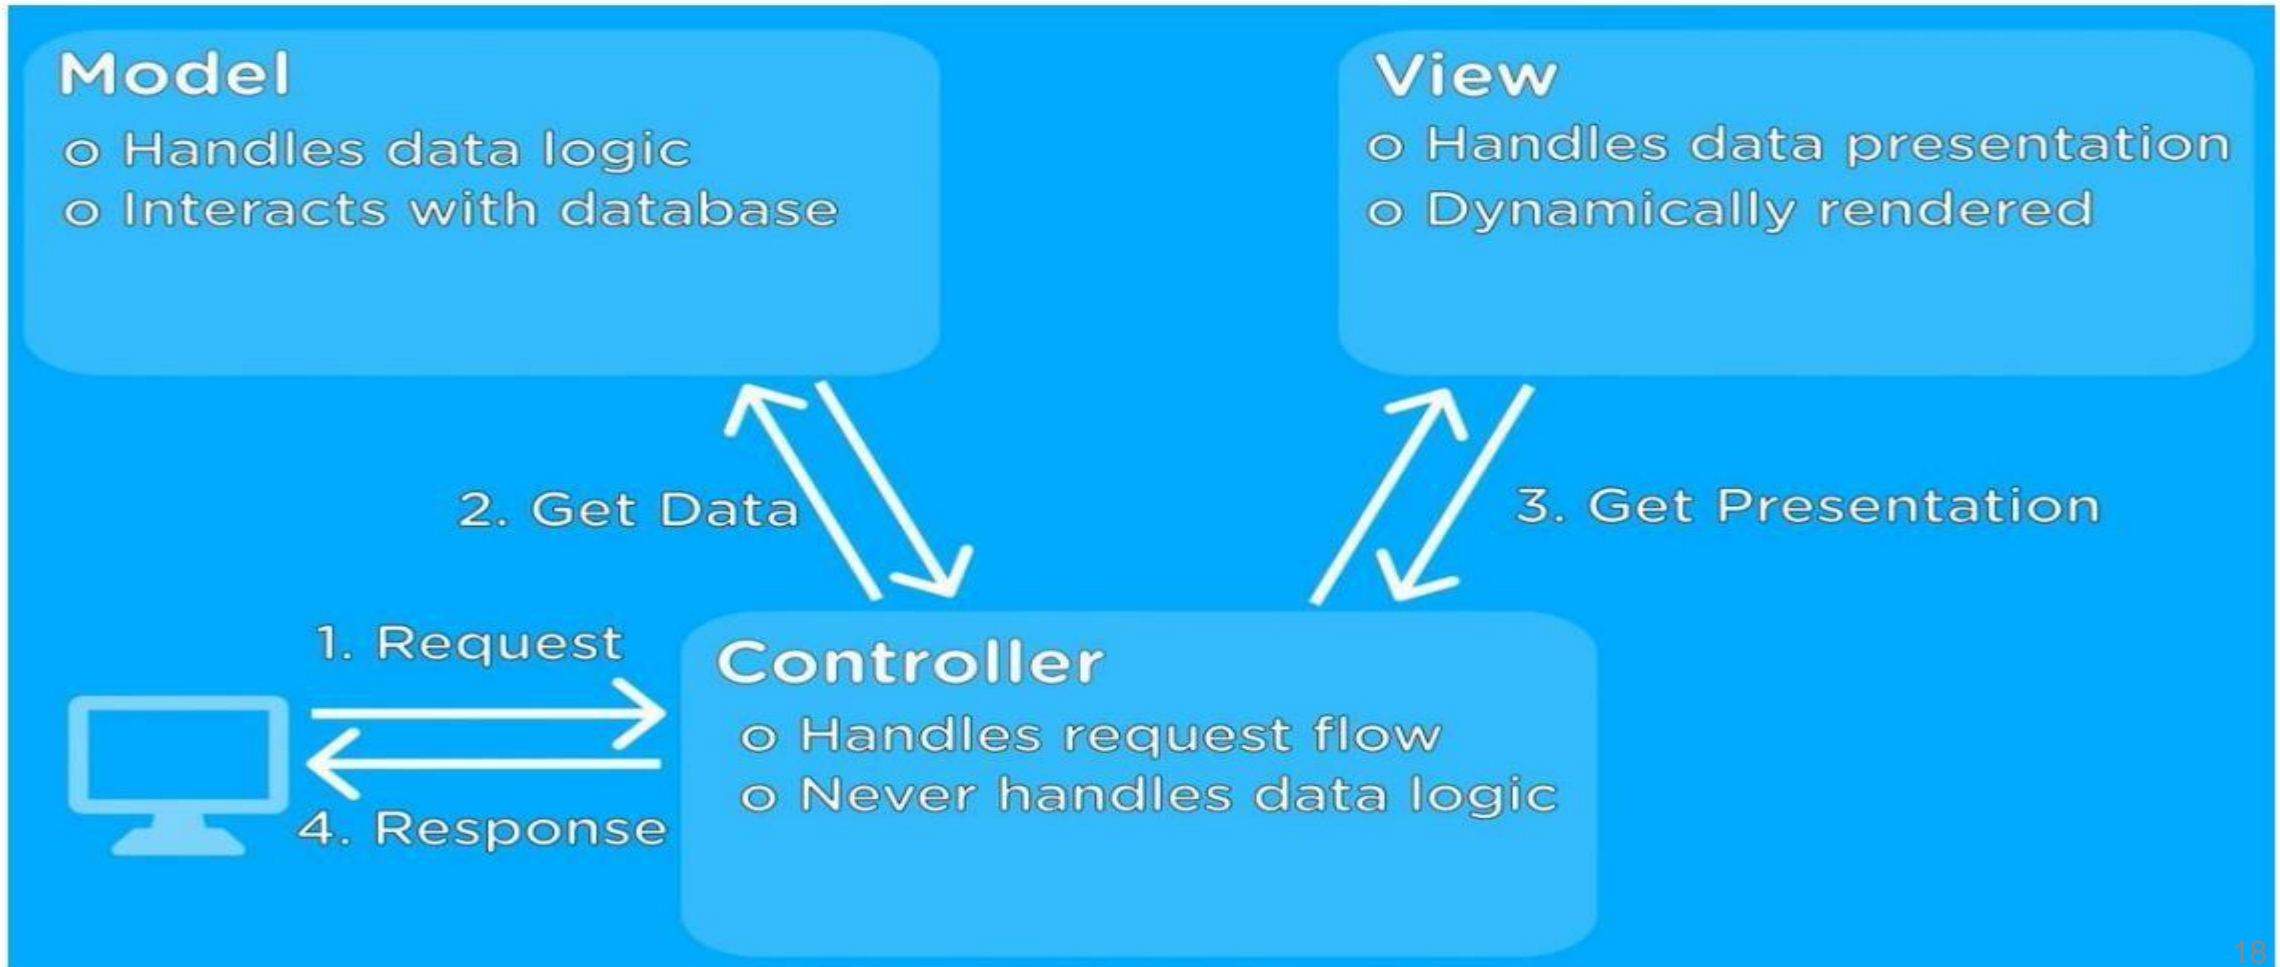 Model
o Handles data logic
o Interacts with database
View
o Handles data presentation
o Dynamically rendered
2. Get Data
3. Get Presentation
1. Request
4. Response
Controller
o Handles request flow
o Never handles data logic
18